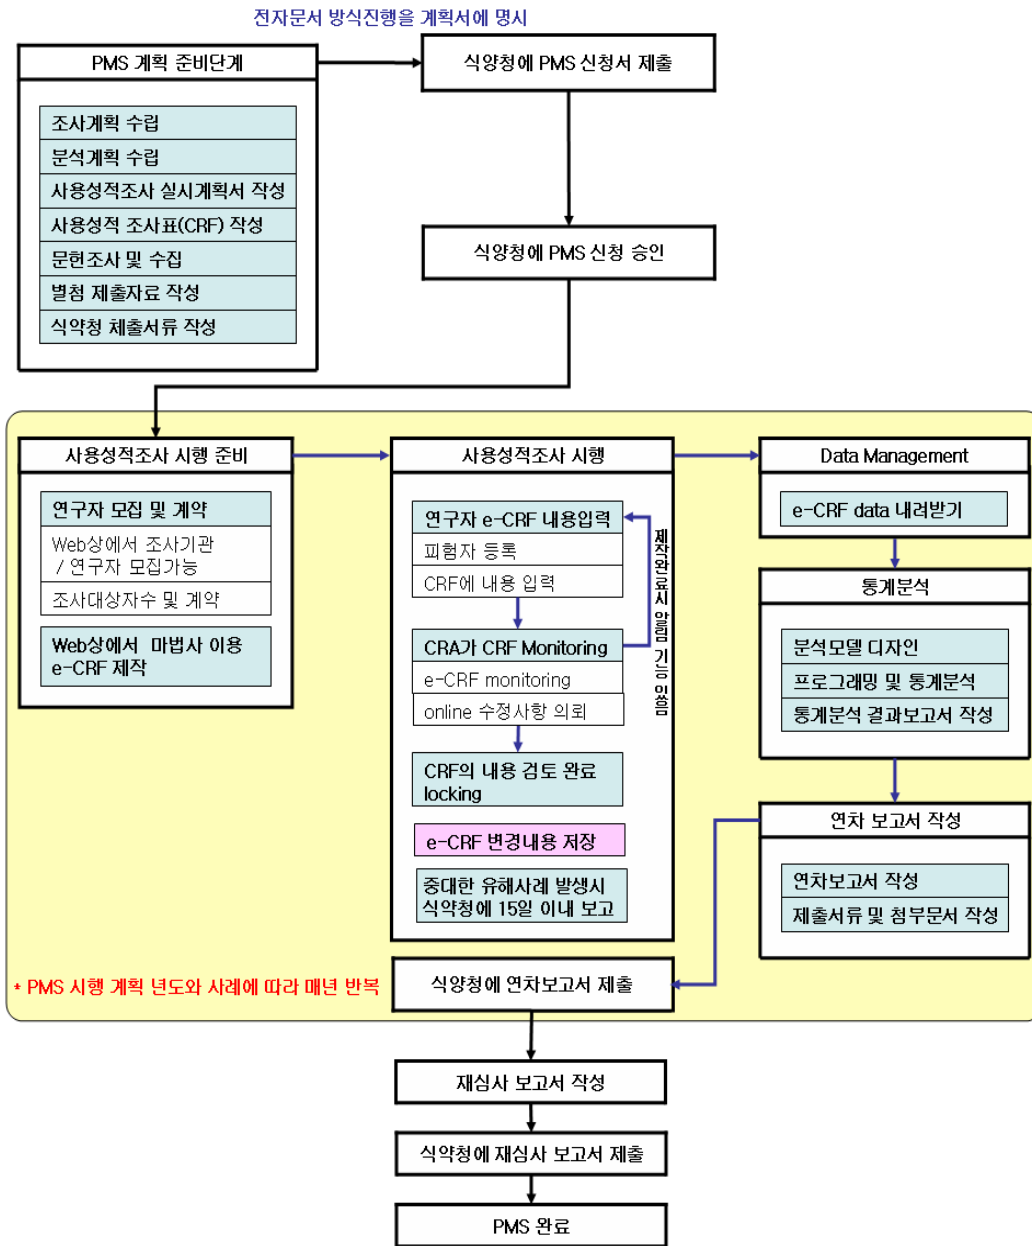 전자문서 방식진행을 계획서에 명시
PMS 계획 준비단계
조사계획 수립
분석계획 수립
사용성적조사 실시계획서 작성
사용성적 조사표(CRF) 작성
문헌조사 및 수집
별첨 제출자료 작성
식약청 체출서류 작성
식양청에 PMS 신청서 제출
식양청에 PMS 신청 승인
사용성적조사 시행 준비
연구자 모집 및 계약
Web상에서 조사기관
/ 연구자 모집가능
조사대상자수 및 계약
Web상에서 마법사 이용
e-CRF 제작
사용성적조사 시행
연구자 e-CRF 내용입력
피험자 등록
CRF에 내용 입력
CRA가 CRF Monitoring
e-CRF monitoring
online 수정사항 의뢰
제작완료시 알림 기능 있음
CRF의 내용 검토 완료
locking
e-CRF 변경내용 저장
중대한 유해사례 발생시
식약청에 15일 이내 보고
Data Management
e-CRF data 내려받기
통계분석
분석모델 디자인
프로그래밍 및 통계분석
통계분석 결과보고서 작성
연차 보고서 작성
연차보고서 작성
제출서류 및 첨부문서 작성
* PMS 시행 계획 년도와 사례에 따라 매년 반복
식양청에 연차보고서 제출
재심사 보고서 작성
식약청에 재심사 보고서 제출
PMS 완료